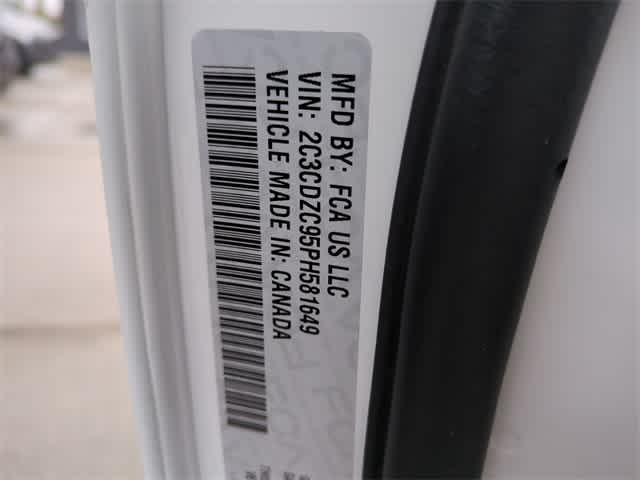 MFD BY: FCA US LLC
VIN: 2C3CDZC95PH581649
VEHICLE MADE IN: CANADA